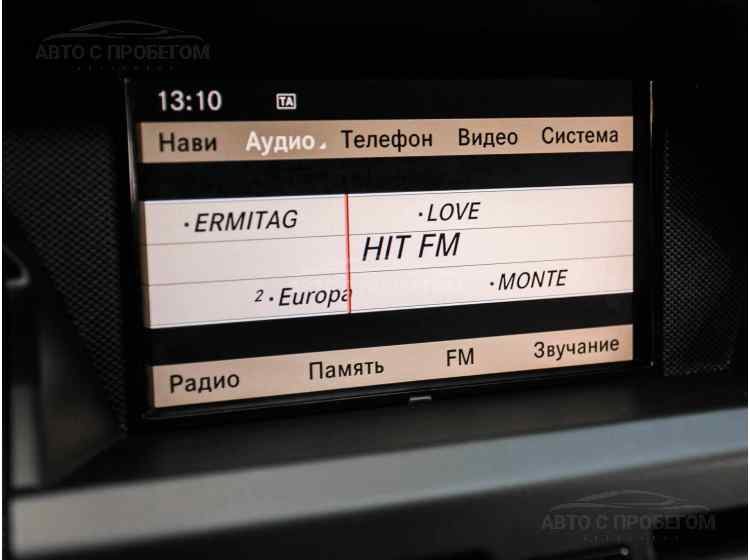 АВТО С ПРОБЕГОМ
13:10 TA
Нави Аудио Телефон Видео Система
·ERMITAG ·LOVE
HIT FM
2·Europa ·MONTE
Радио Память FM Звучание
АВТО С ПРОБЕГОМ